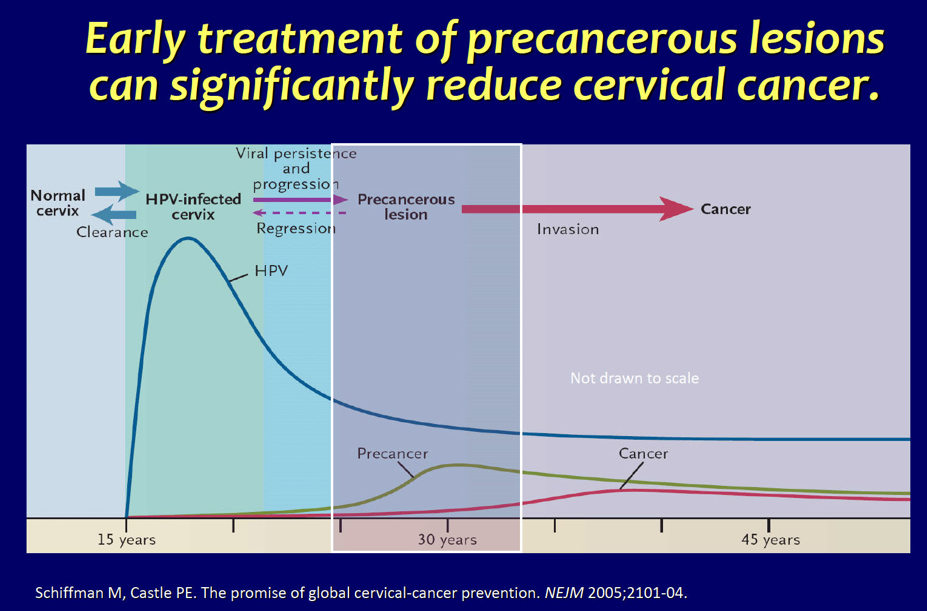 Early treatment of precancerous lesions
can significantly reduce cervical cancer.
Viral persistence
and
progression
Normal
cervix
HPV-infected
cervix
Precancerous
lesion
Cancer
Clearance
Regression
Invasion
HPV
Not drawn to scale
Precancer
Cancer
15 years
30 years
45 years
Schiffman M, Castle PE. The promise of global cervical-cancer prevention. NEJM 2005;2101-04.